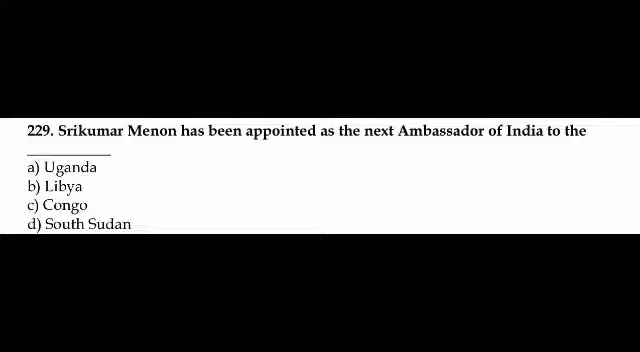 229. Srikumar Menon has been appointed as the next Ambassador of India to the
____________
a) Uganda
b) Libya
c) Congo
d) South Sudan